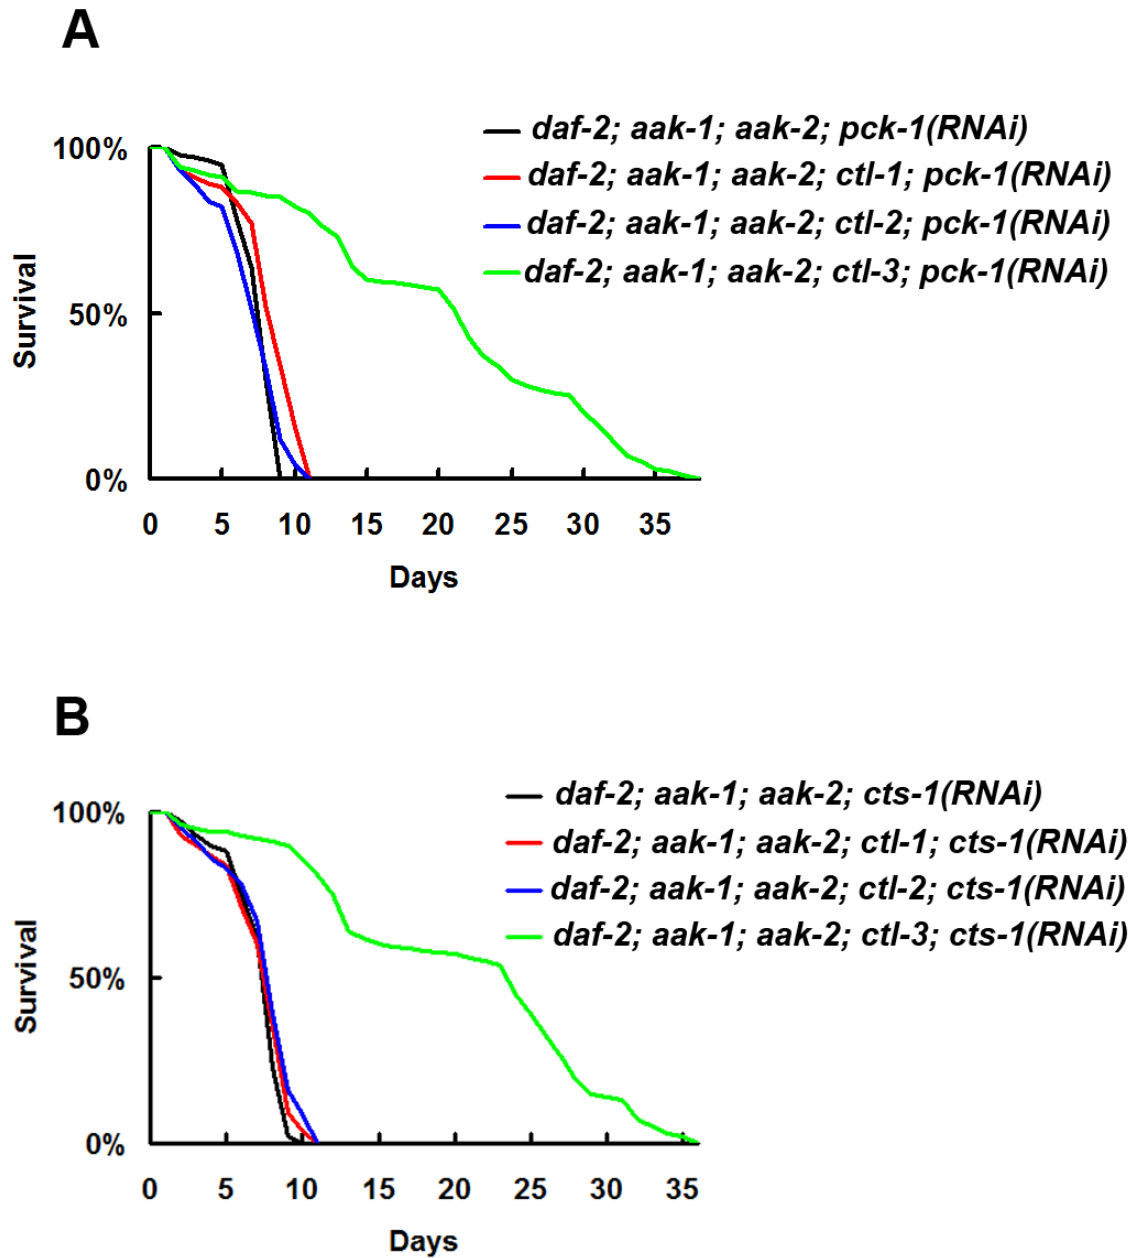 A
daf-2; aak-1; aak-2; pck-1(RNAi)
daf-2; aak-1; aak-2; ctl-1; pck-1(RNAi)
daf-2; aak-1; aak-2; ctl-2; pck-1(RNAi)
daf-2; aak-1; aak-2; ctl-3; pck-1(RNAi)
100%
50%
0%
Survival
0 5 10 15 20 25 30 35
Days
B
daf-2; aak-1; aak-2; cts-1(RNAi)
daf-2; aak-1; aak-2; ctl-1; cts-1(RNAi)
daf-2; aak-1; aak-2; ctl-2; cts-1(RNAi)
daf-2; aak-1; aak-2; ctl-3; cts-1(RNAi)
100%
50%
0%
Survival
0 5 10 15 20 25 30 35
Days